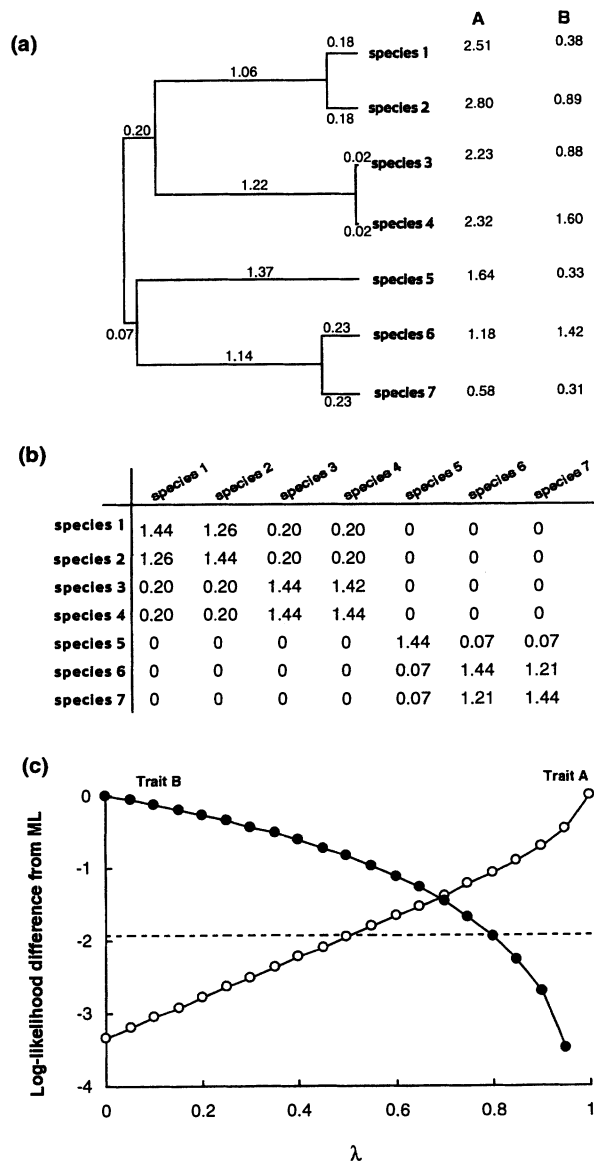 A B
(a)
0.18 species 1 2.51 0.38
1.06
0.18 species 2 2.80 0.89
0.20
0.02 species 3 2.23 0.88
1.22
0.02 species 4 2.32 1.60
1.37 species 5 1.64 0.33
0.07
0.23 species 6 1.18 1.42
1.14
0.23 species 7 0.58 0.31
(b)
species 1 species 2 species 3 species 4 species 5 species 6 species 7
species 1 1.44 1.26 0.20 0.20 0 0 0
species 2 1.26 1.44 0.20 0.20 0 0 0
species 3 0.20 0.20 1.44 1.42 0 0 0
species 4 0.20 0.20 1.44 1.44 0 0 0
species 5 0 0 0 0 1.44 0.07 0.07
species 6 0 0 0 0 0.07 1.44 1.21
species 7 0 0 0 0 0.07 1.21 1.44
(c)
Trait B Trait A
Log-likelihood difference from ML
0
-1
-2
-3
-4
0 0.2 0.4 0.6 0.8 1
λ